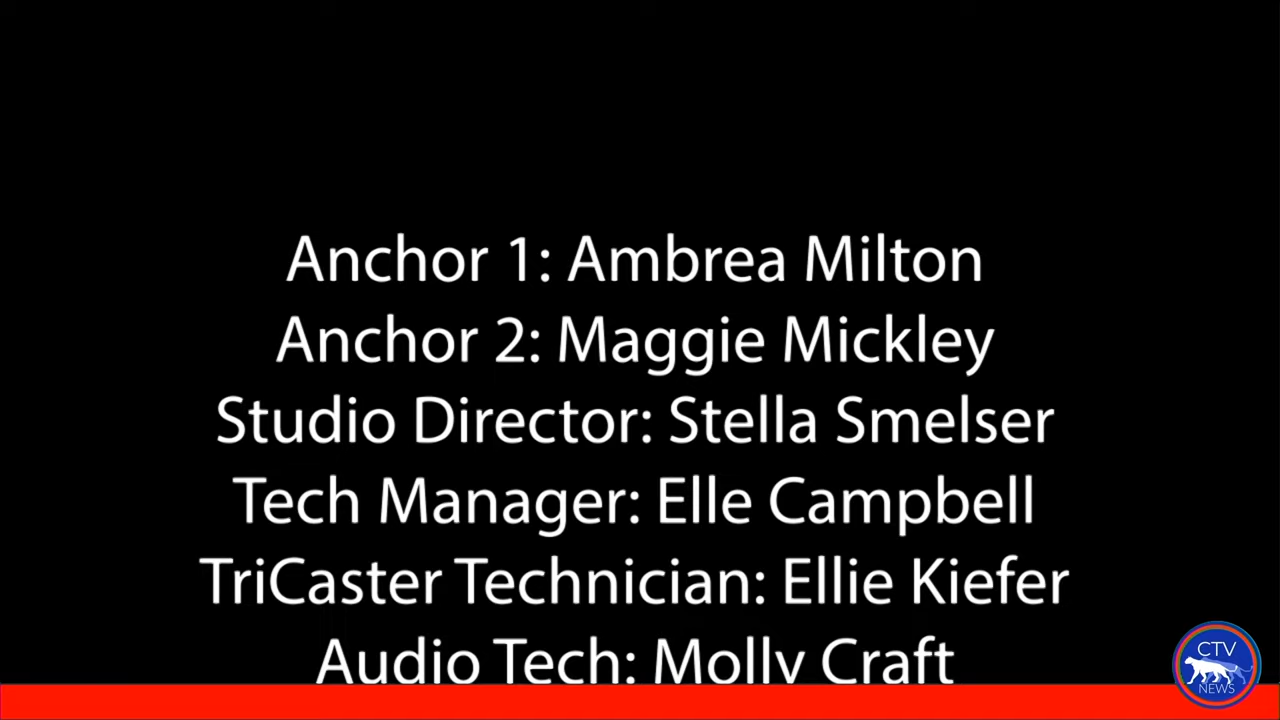 Anchor 1: Ambrea Milton
Anchor 2: Maggie Mickley
Studio Director: Stella Smelser
Tech Manager: Elle Campbell
TriCaster Technician: Ellie Kiefer
Audio Tech: Molly Craft
CTV
NEWS